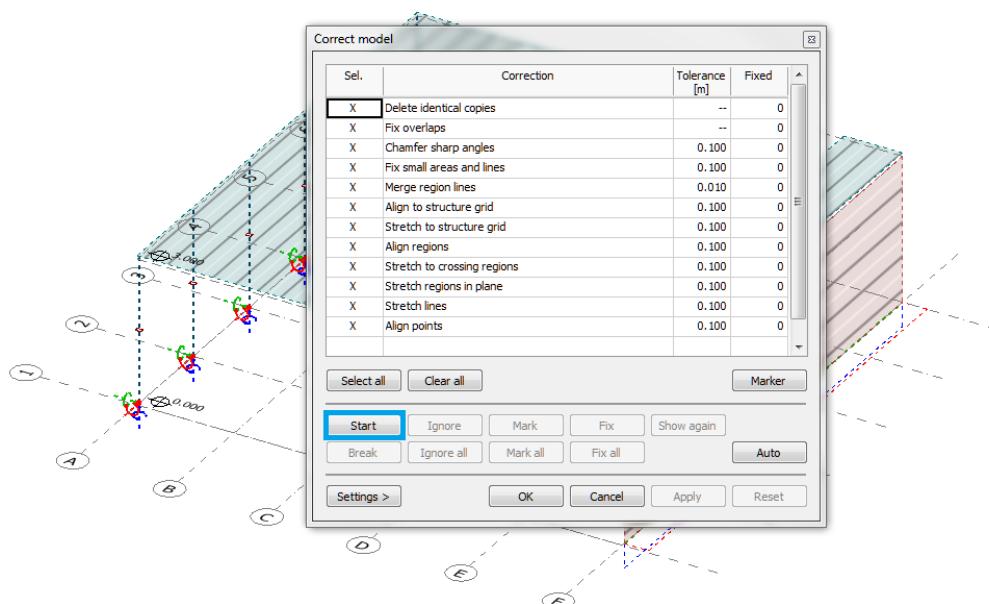 Correct model
Sel. Correction Tolerance [m] Fixed
X Delete identical copies -- 0
X Fix overlaps -- 0
X Chamfer sharp angles 0.100 0
X Fix small areas and lines 0.100 0
X Merge region lines 0.010 0
X Align to structure grid 0.100 0
X Stretch to structure grid 0.100 0
X Align regions 0.100 0
X Stretch to crossing regions 0.100 0
X Stretch regions in plane 0.100 0
X Stretch lines 0.100 0
X Align points 0.100 0
Select all Clear all Marker
Start Ignore Mark Fix Show again
Break Ignore all Mark all Fix all Auto
Settings > OK Cancel Apply Reset
5
4
3.000
3
2
1
0.000
A
B
C
D
E
F